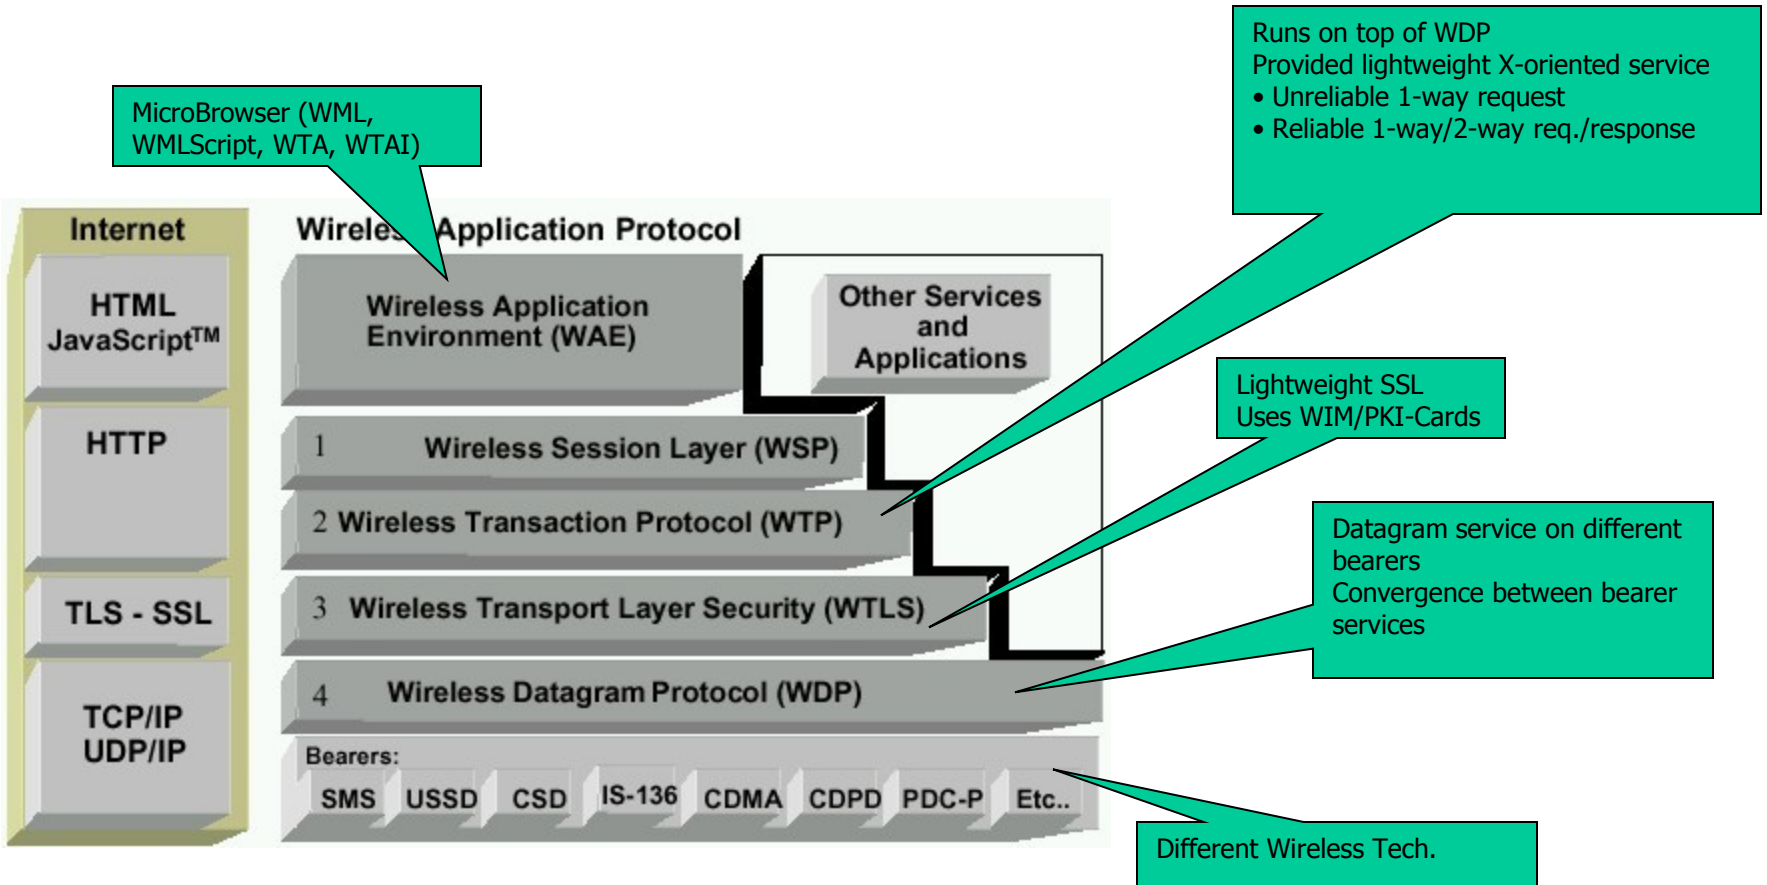 Runs on top of WDP
Provided lightweight X-oriented service
• Unreliable 1-way request
• Reliable 1-way/2-way req./response
MicroBrowser (WML,
WMLScript, WTA, WTAI)
Internet
HTML
JavaScript™
HTTP
TLS - SSL
TCP/IP
UDP/IP
Wireless Application Protocol
Wireless Application
Environment (WAE)
Other Services
and
Applications
1 Wireless Session Layer (WSP)
2 Wireless Transaction Protocol (WTP)
3 Wireless Transport Layer Security (WTLS)
4 Wireless Datagram Protocol (WDP)
Bearers:
SMS USSD CSD IS-136 CDMA CDPD PDC-P Etc..
Lightweight SSL
Uses WIM/PKI-Cards
Datagram service on different
bearers
Convergence between bearer
services
Different Wireless Tech.